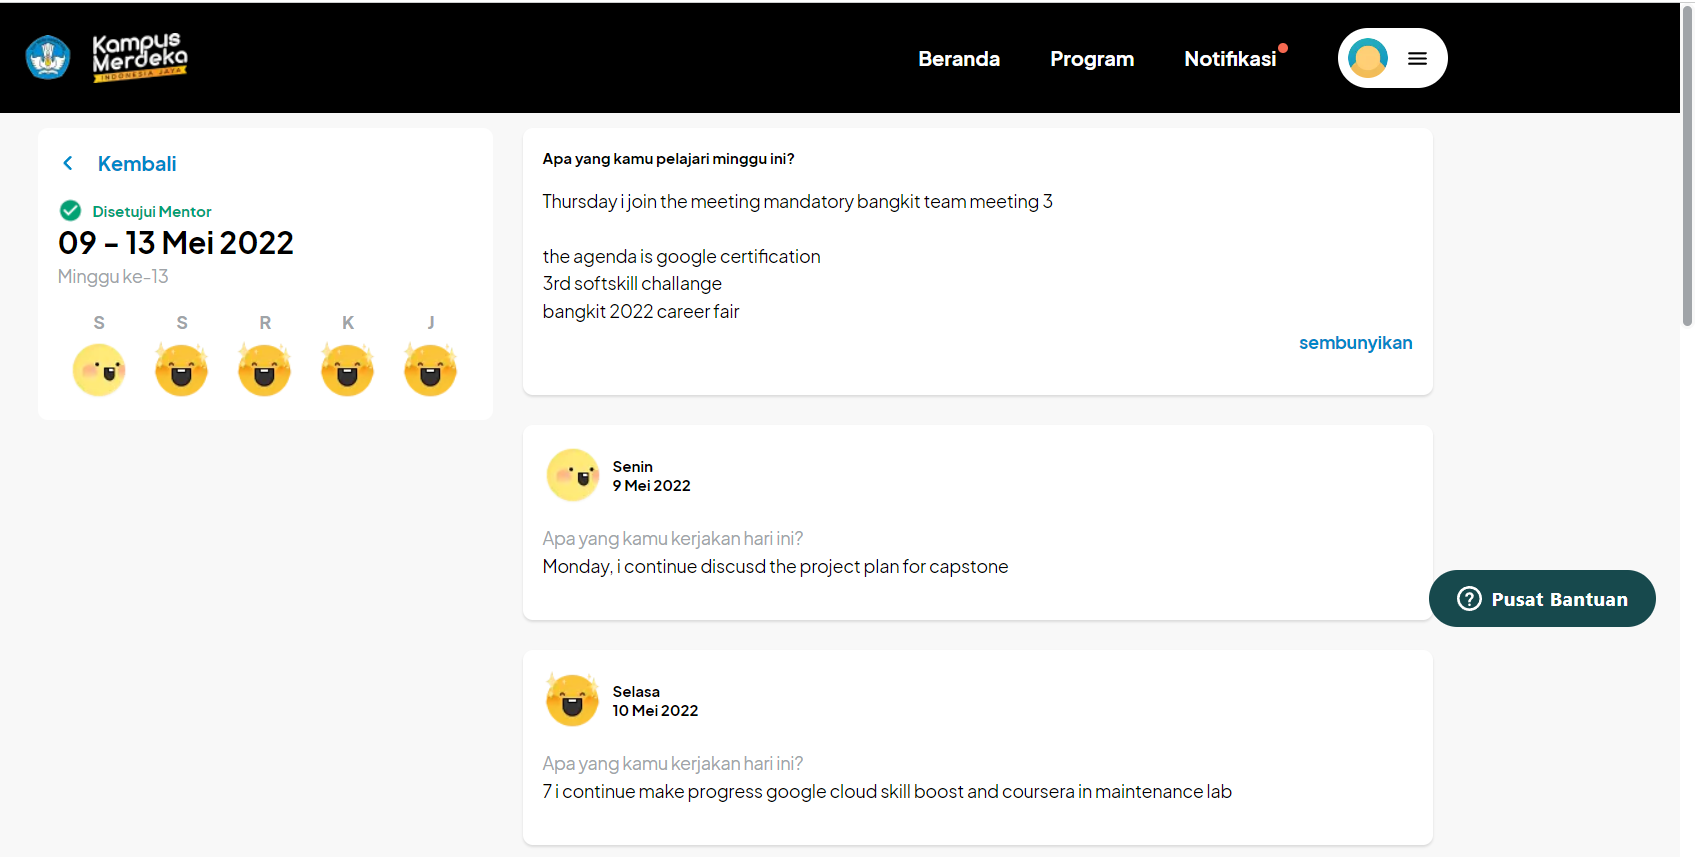 Kampus
Merdeka
INDONESIA JAYA
Beranda
Program
Notifikasi
Kembali
Disetujui Mentor
09 - 13 Mei 2022
Minggu ke-13
S S R K J
Apa yang kamu pelajari minggu ini?
Thursday i join the meeting mandatory bangkit team meeting 3
the agenda is google certification
3rd softskill challange
bangkit 2022 career fair
sembunyikan
Senin
9 Mei 2022
Apa yang kamu kerjakan hari ini?
Monday, i continue discusd the project plan for capstone
Pusat Bantuan
Selasa
10 Mei 2022
Apa yang kamu kerjakan hari ini?
7 i continue make progress google cloud skill boost and coursera in maintenance lab